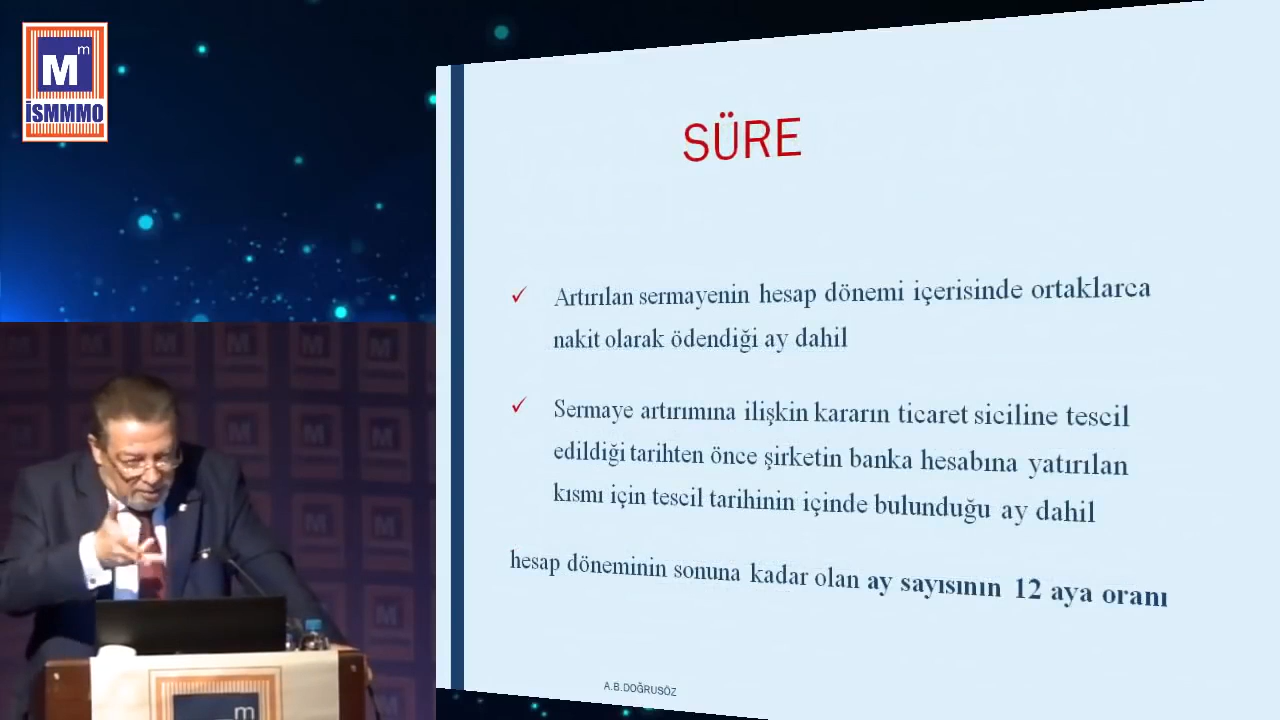 M m
İSMMMO
SÜRE
✓ Artırılan sermayenin hesap dönemi içerisinde ortaklarca
nakit olarak ödendiği ay dahil
✓ Sermaye artırımına ilişkin kararın ticaret siciline tescil
edildiği tarihten önce şirketin banka hesabına yatırılan
kısmı için tescil tarihinin içinde bulunduğu ay dahil
hesap döneminin sonuna kadar olan ay sayısının 12 aya oranı
A.B.DOĞRUSÖZ
m